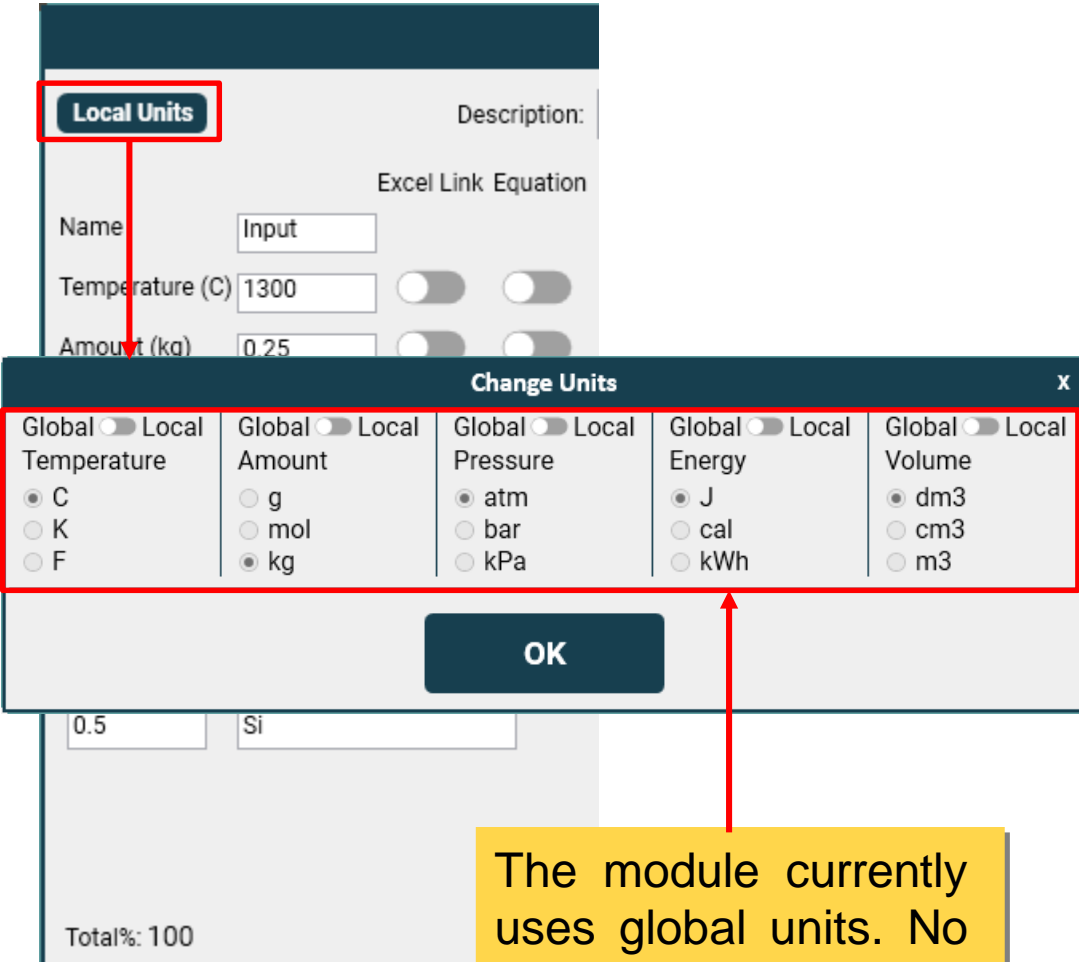 Local Units
Description:
Excel Link Equation
Name Input
Temperature (C) 1300
Amount (kg) 0.25
Change Units x
Global Local Global Local Global Local Global Local Global Local
Temperature Amount Pressure Energy Volume
C g atm J dm3
K mol bar cal cm3
F kg kPa kWh m3
OK
0.5 Si
The module currently
uses global units. No
Total%: 100